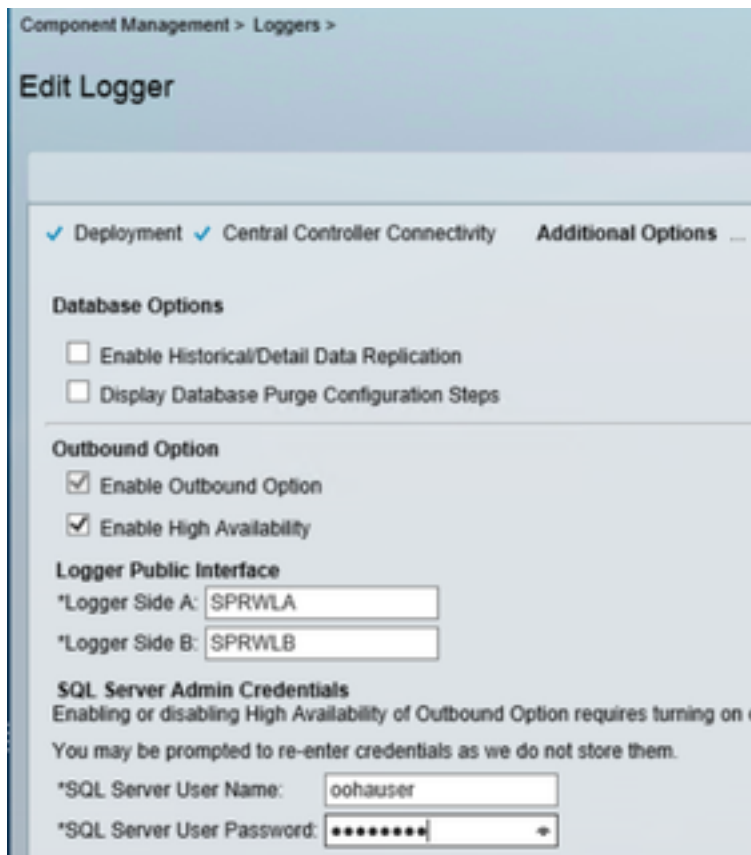 Component Management > Loggers >
Edit Logger
Deployment Central Controller Connectivity Additional Options ...
Database Options
Enable Historical/Detail Data Replication
Display Database Purge Configuration Steps
Outbound Option
Enable Outbound Option
Enable High Availability
Logger Public Interface
*Logger Side A: SPRWLA
*Logger Side B: SPRWLB
SQL Server Admin Credentials
Enabling or disabling High Availability of Outbound Option requires turning on
You may be prompted to re-enter credentials as we do not store them.
*SQL Server User Name: oohauser
*SQL Server User Password: ●●●●●●●●